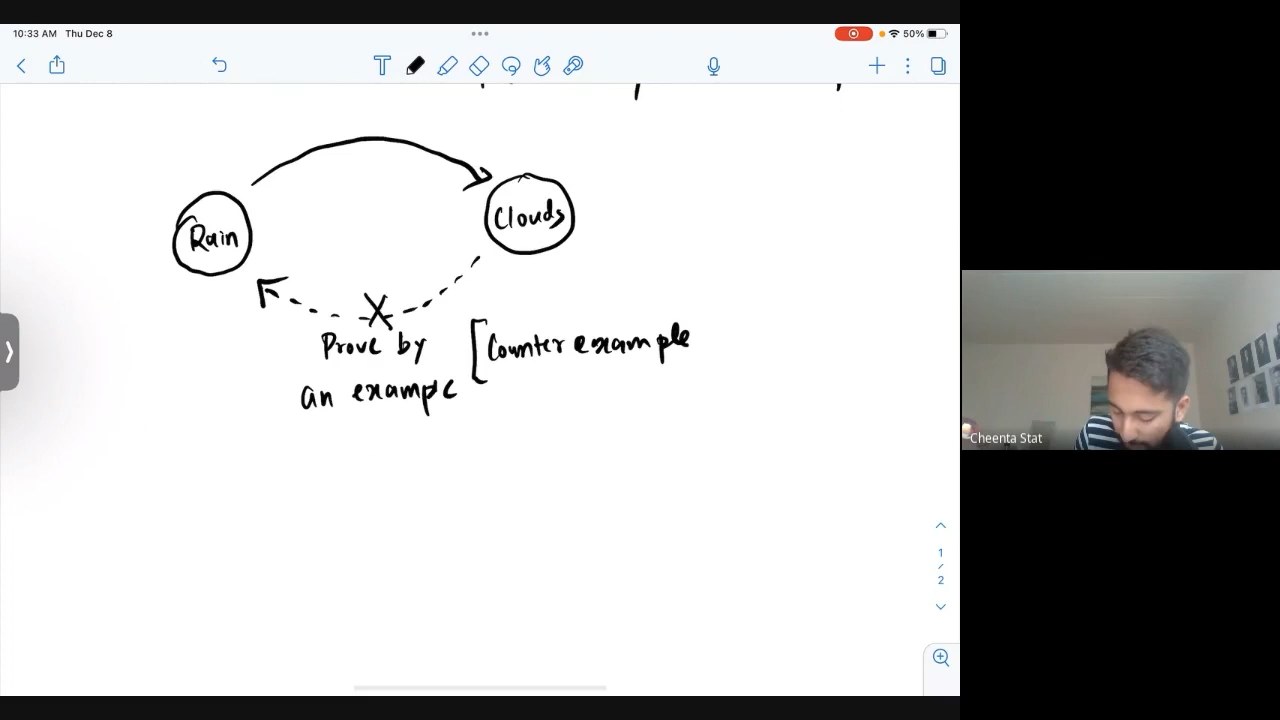 10:33 AM Thu Dec 8
50%
Rain
Clouds
X
Prove by
an example
[Counter example
Cheenta Stat
1
/
2